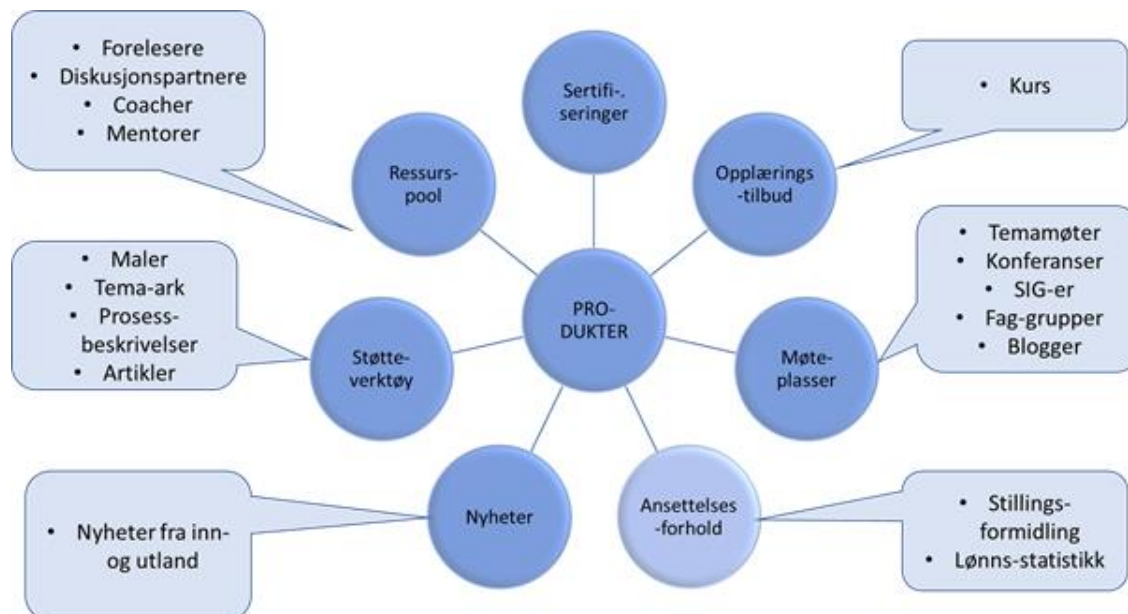 • Forelesere
• Diskusjonspartnere
• Coacher
• Mentorer
Sertifi-.
seringer
• Kurs
Ressurs-
pool
Opplærings
-tilbud
• Maler
• Tema-ark
• Prosess-
beskrivelser
• Artikler
PRO-
DUKTER
• Temamøter
• Konferanser
• SIG-er
• Fag-grupper
• Blogger
Støtte-
verktøy
Møte-
plasser
• Nyheter fra inn-
og utland
Nyheter
Ansettelses
-forhold
• Stillings-
formidling
• Lønns-statistikk